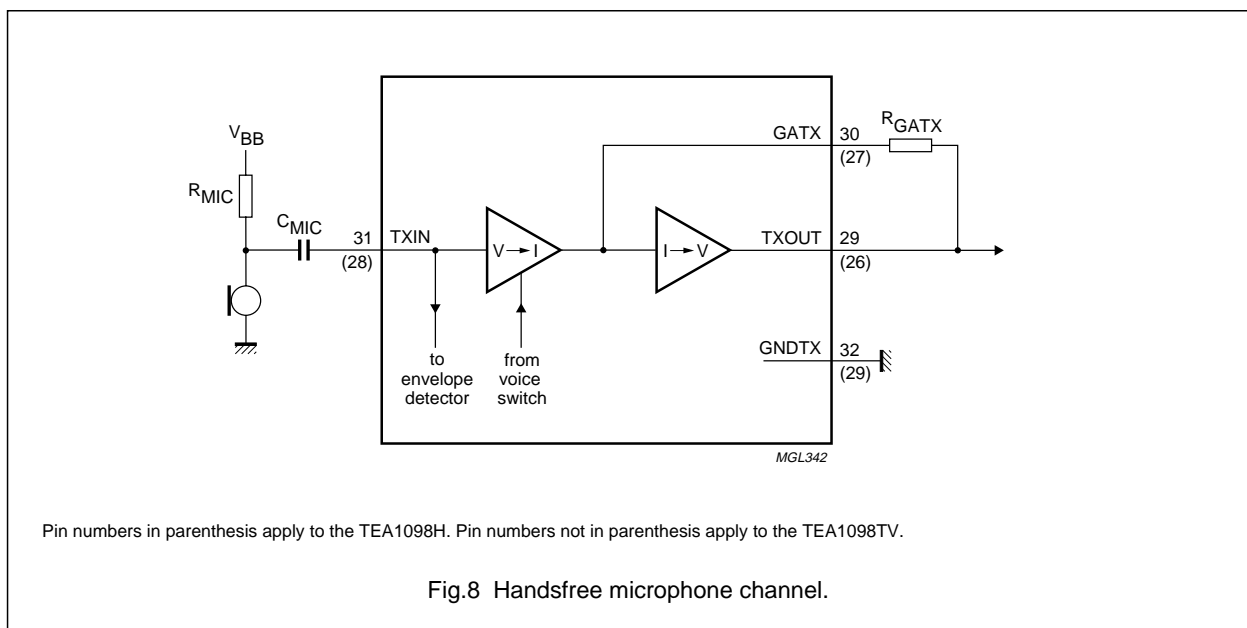 V_BB
R_MIC
C_MIC
31
(28)
TXIN
V → I
I → V
GATX
30
(27)
R_GATX
TXOUT
29
(26)
GNDTX
32
(29)
to
envelope
detector
from
voice
switch
MGL342
Pin numbers in parenthesis apply to the TEA1098H. Pin numbers not in parenthesis apply to the TEA1098TV.
Fig.8 Handsfree microphone channel.